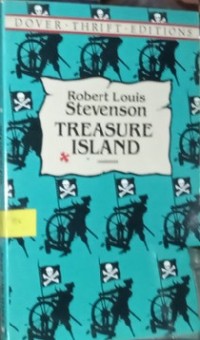 DOVER · THRIFT · EDITIONS
Robert Louis
Stevenson
TREASURE
ISLAND